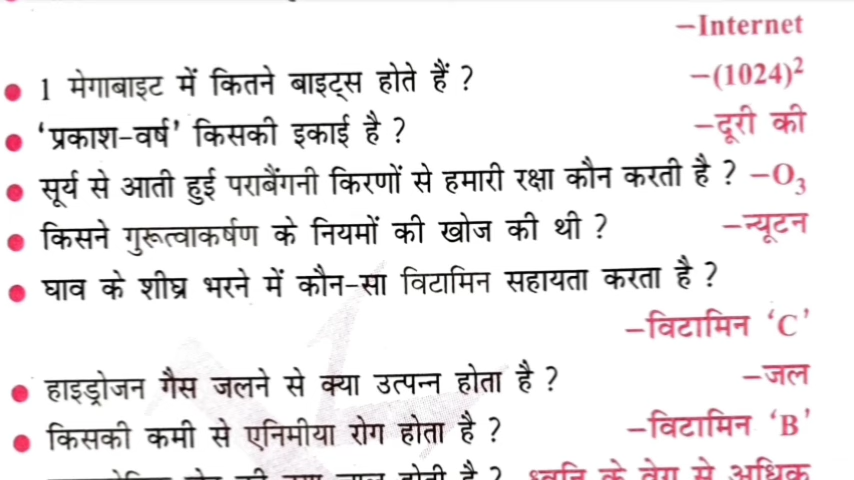 –Internet
1 मेगाबाइट में कितने बाइट्स होते हैं ? –(1024)²
'प्रकाश-वर्ष' किसकी इकाई है ? –दूरी की
सूर्य से आती हुई पराबैंगनी किरणों से हमारी रक्षा कौन करती है ? –O₃
किसने गुरूत्वाकर्षण के नियमों की खोज की थी ? –न्यूटन
घाव के शीघ्र भरने में कौन-सा विटामिन सहायता करता है ?
–विटामिन 'C'
हाइड्रोजन गैस जलने से क्या उत्पन्न होता है ? –जल
किसकी कमी से एनिमीया रोग होता है ? –विटामिन 'B'
होती है ? ध्वनि के वेग से अधिक